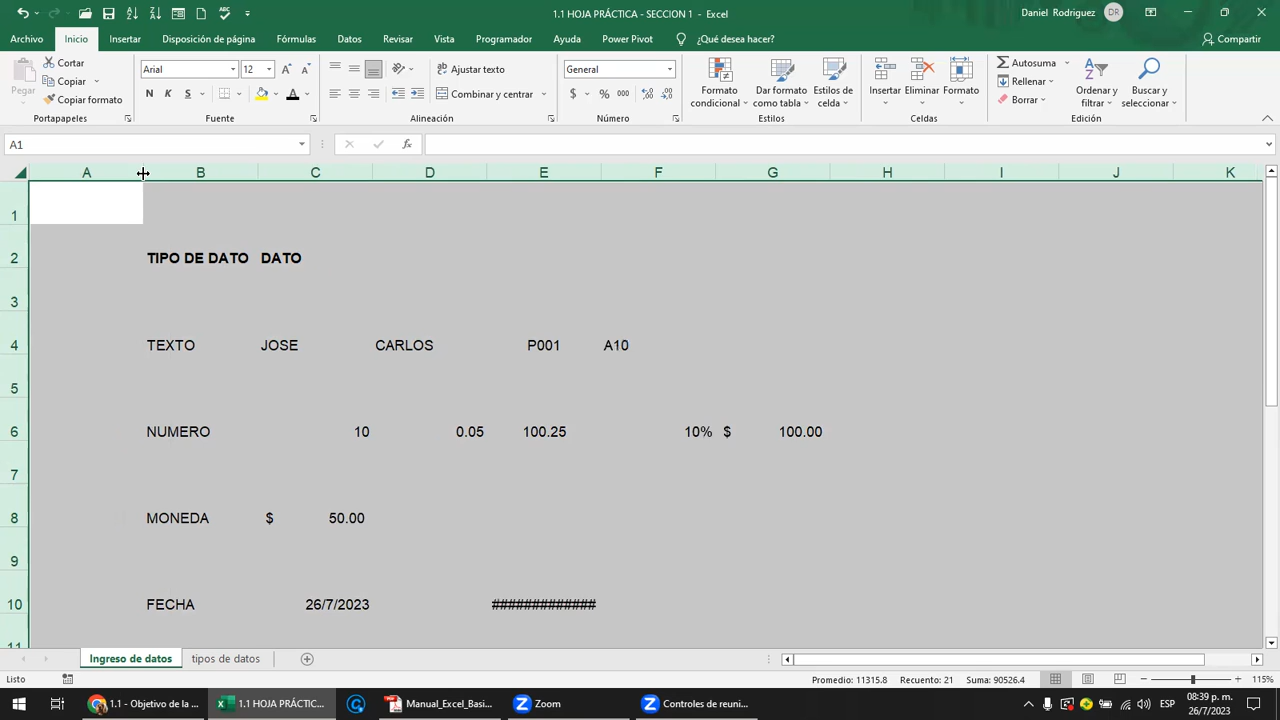 1.1 HOJA PRÁCTICA - SECCION 1 - Excel
Daniel Rodriguez DR
Archivo Inicio Insertar Disposición de página Fórmulas Datos Revisar Vista Programador Ayuda Power Pivot ¿Qué desea hacer? Compartir
Pegar
Cortar
Copiar
Copiar formato
Portapapeles
Arial 12
N K S
Fuente
Ajustar texto
Combinar y centrar
Alineación
General
$ % 000
Número
Formato condicional
Dar formato como tabla
Estilos de celda
Estilos
Insertar Eliminar Formato
Celdas
Autosuma
Rellenar
Borrar
Ordenar y filtrar
Buscar y seleccionar
Edición
A1 fx
A B C D E F G H I J K
1
2 TIPO DE DATO DATO
3
4 TEXTO JOSE CARLOS P001 A10
5
6 NUMERO 10 0.05 100.25 10% $ 100.00
7
8 MONEDA $ 50.00
9
10 FECHA 26/7/2023 #############
11
Ingreso de datos tipos de datos
Listo Promedio: 11315.8 Recuento: 21 Suma: 90526.4 115%
1.1 - Objetivo de la ... 1.1 HOJA PRÁCTIC... Manual_Excel_Basi... Zoom Controles de reuni... ESP 08:39 p. m.
26/7/2023